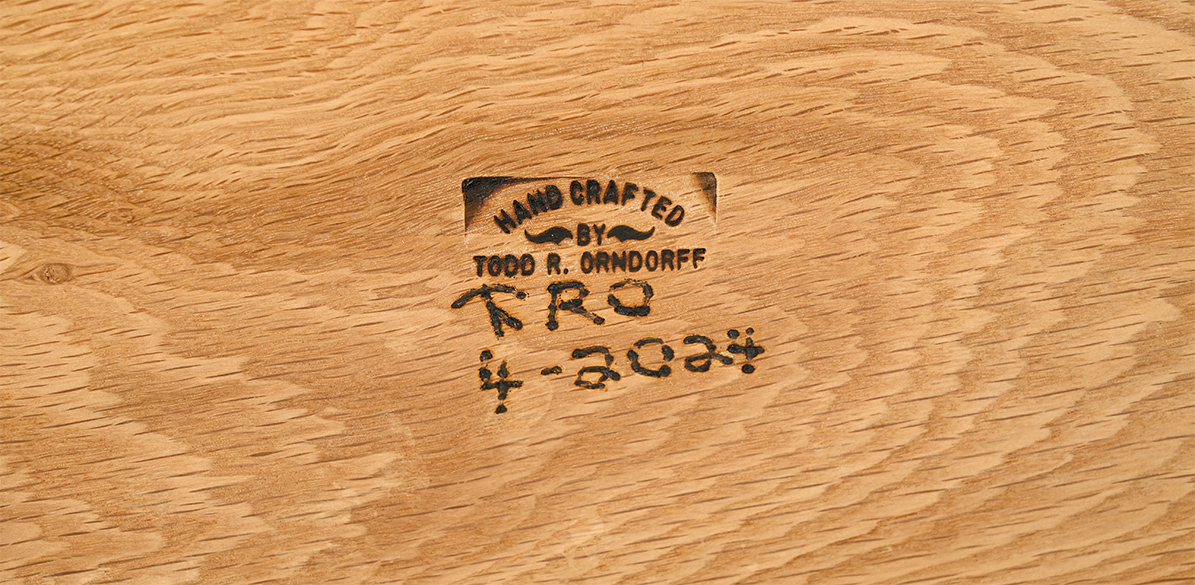 HAND CRAFTED
BY
TODD R. ORNDORFF
TRO
4-2024